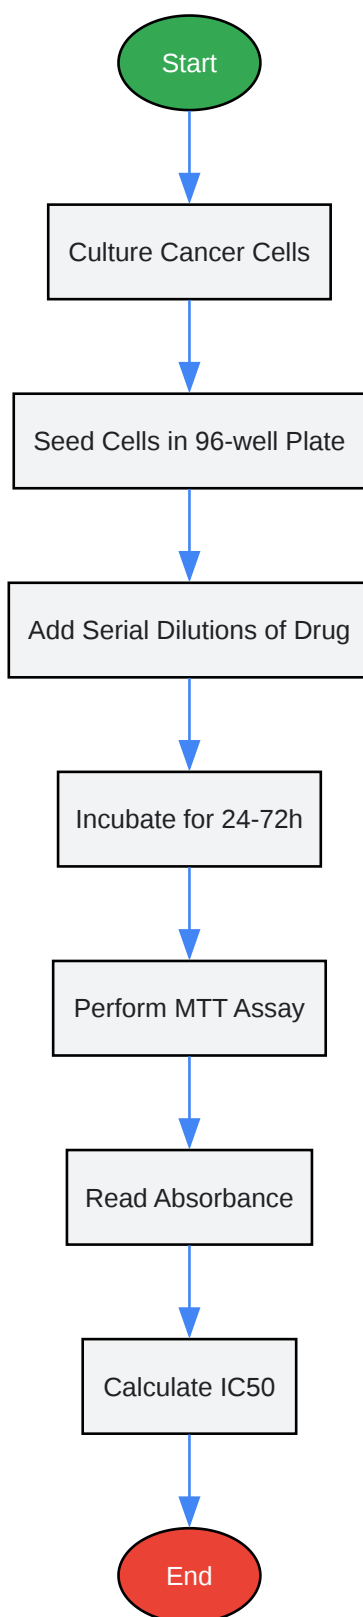 Start
Culture Cancer Cells
Seed Cells in 96-well Plate
Add Serial Dilutions of Drug
Incubate for 24-72h
Perform MTT Assay
Read Absorbance
Calculate IC50
End